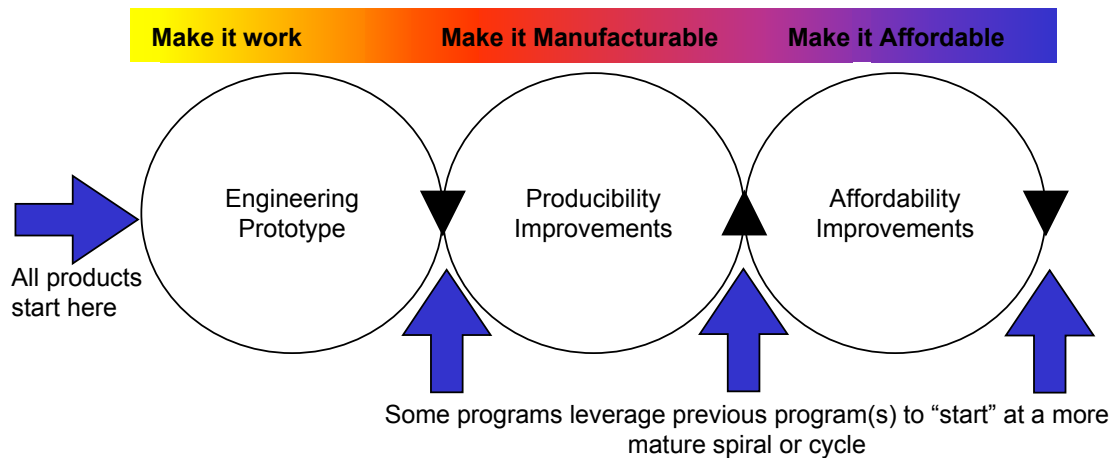 Make it work
Make it Manufacturable
Make it Affordable
Engineering
Prototype
Producibility
Improvements
Affordability
Improvements
All products
start here
Some programs leverage previous program(s) to “start” at a more
mature spiral or cycle